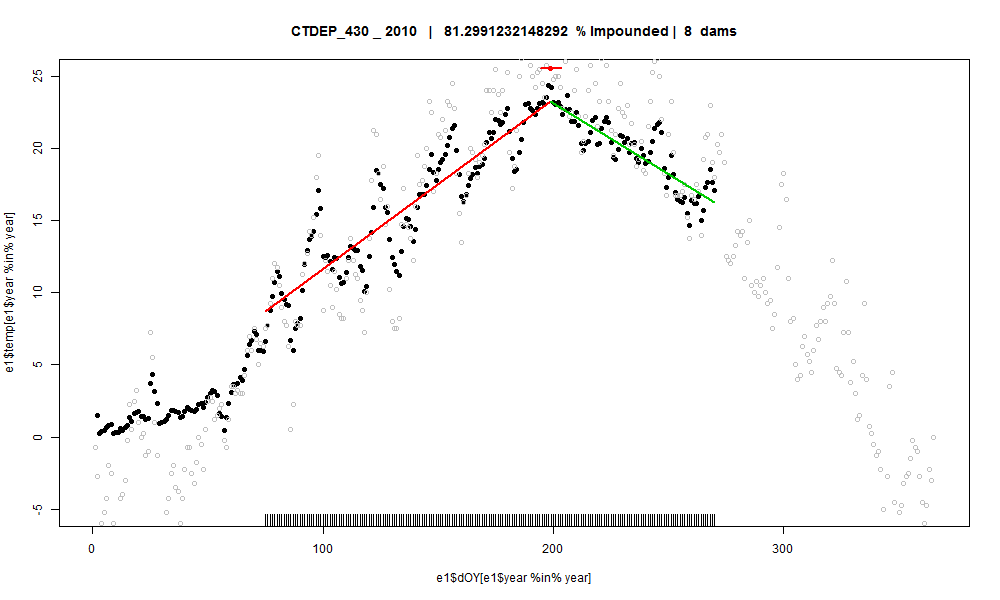 CTDEP_430 _ 2010 | 81.2991232148292 % Impounded | 8 dams
25
20
15
10
5
0
-5
e1$temp[e1$year %in% year]
0 100 200 300
e1$dOY[e1$year %in% year]